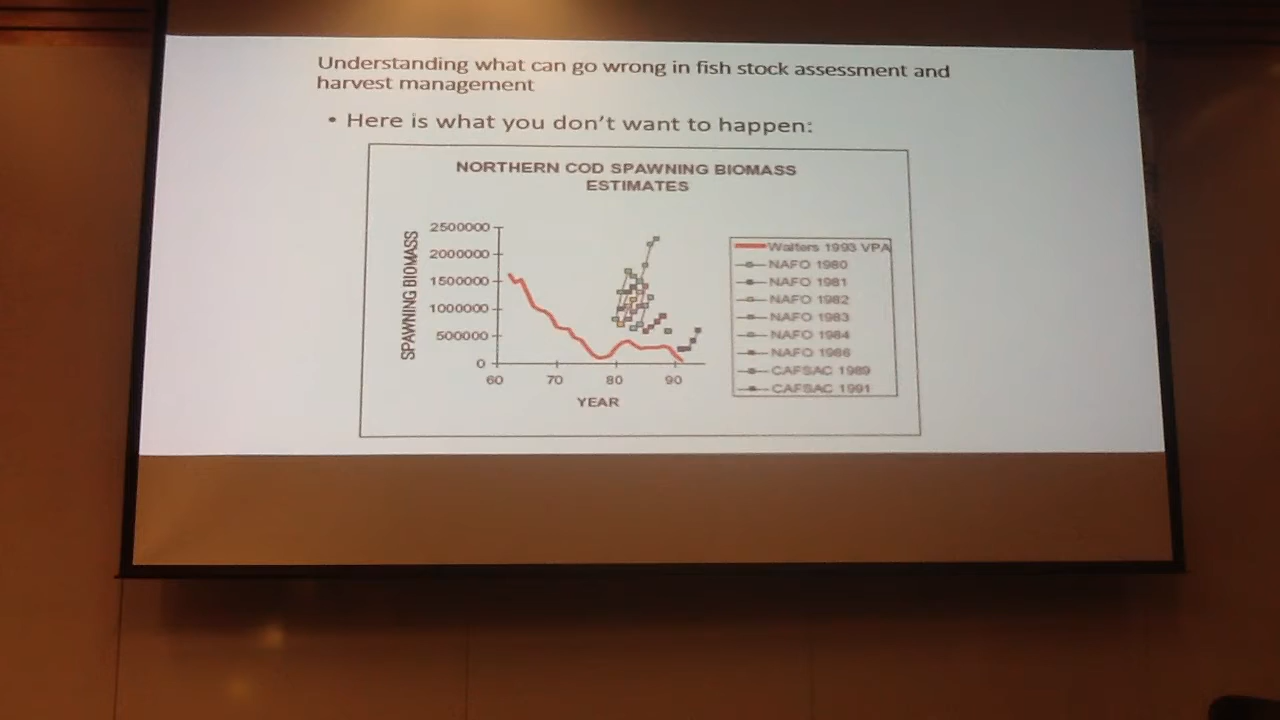 Understanding what can go wrong in fish stock assessment and
harvest management
• Here is what you don't want to happen:
NORTHERN COD SPAWNING BIOMASS
ESTIMATES
SPAWNING BIOMASS
2500000
2000000
1500000
1000000
500000
0
60 70 80 90
YEAR
Walters 1993 VPA
NAFO 1980
NAFO 1981
NAFO 1982
NAFO 1983
NAFO 1984
NAFO 1986
CAFSAC 1989
CAFSAC 1991